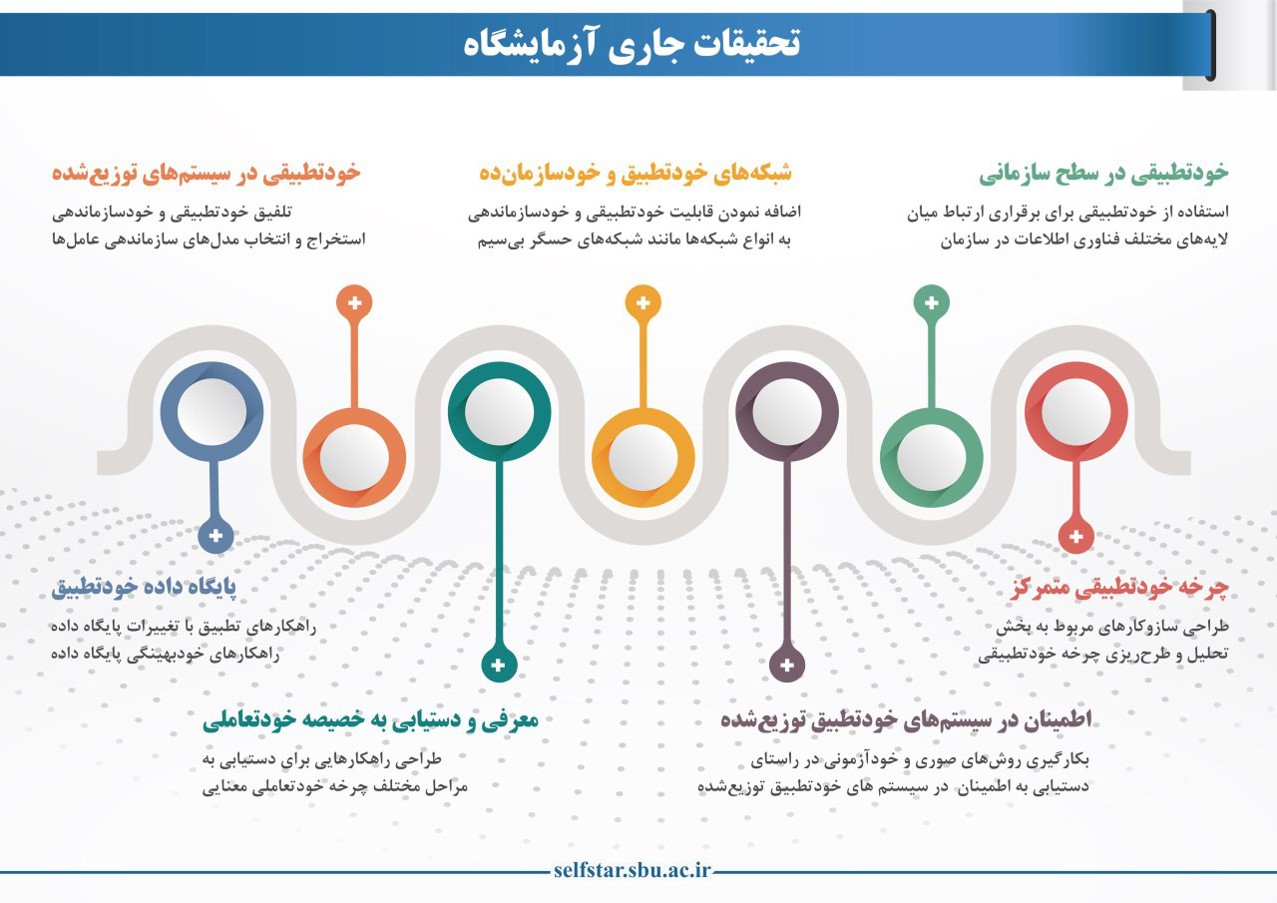 تحقیقات جاری آزمایشگاه
خودتطبیقی در سطح سازمانی
استفاده از خودتطبیقی برای برقراری ارتباط میان
لایه‌های مختلف فناوری اطلاعات در سازمان
شبکه‌های خودتطبیق و خودسازمان‌ده
اضافه نمودن قابلیت خودتطبیقی و خودسازماندهی
به انواع شبکه‌ها مانند شبکه‌های حسگر بی‌سیم
خودتطبیقی در سیستم‌های توزیع‌شده
تلفیق خودتطبیقی و خودسازماندهی
استخراج و انتخاب مدل‌های سازماندهی عامل‌ها
چرخه خودتطبیقی متمرکز
طراحی سازوکارهای مربوط به بخش
تحلیل و طرح‌ریزی چرخه خودتطبیقی
پایگاه داده خودتطبیق
راهکارهای تطبیق با تغییرات پایگاه داده
راهکارهای خودبهینگی پایگاه داده
اطمینان در سیستم‌های خودتطبیق توزیع‌شده
بکارگیری روش‌های صوری و خودآزمونی در راستای
دستیابی به اطمینان در سیستم های خودتطبیق توزیع‌شده
معرفی و دستیابی به خصیصه خودتعاملی
طراحی راهکارهایی برای دستیابی به
مراحل مختلف چرخه خودتعاملی معنایی
selfstar.sbu.ac.ir